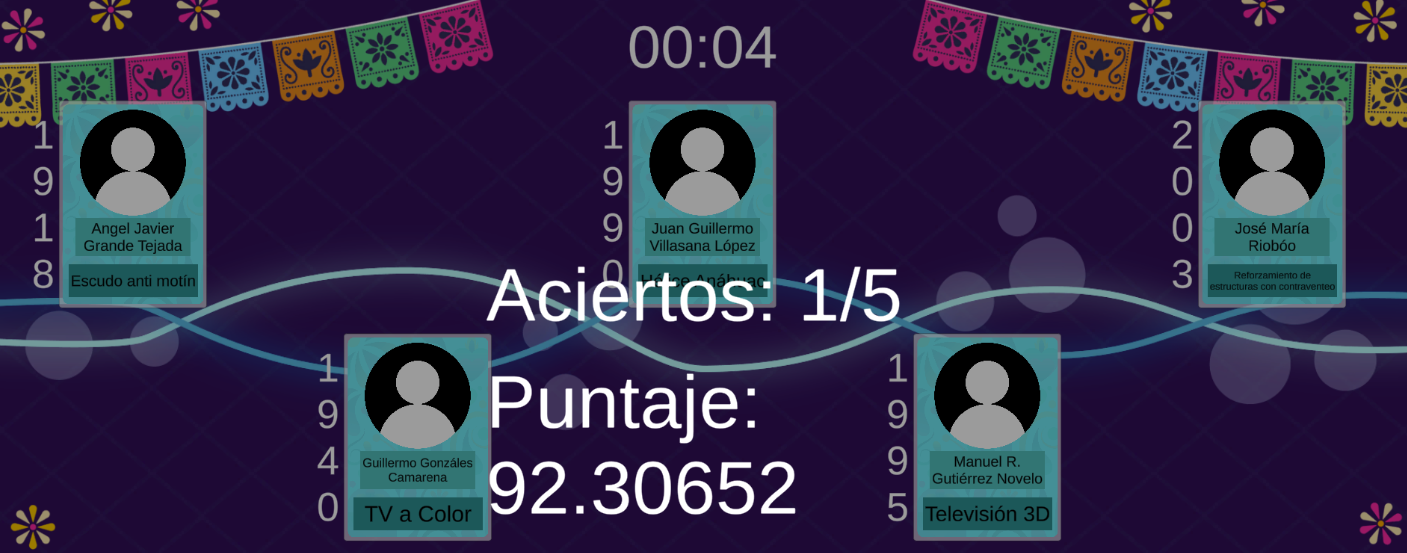 00:04
1
9
1
8
Angel Javier
Grande Tejada
Escudo anti motín
1
9
9
0
Juan Guillermo
Villasana López
Hélice Anáhuac
2
0
0
3
José María
Riobóo
Reforzamiento de
estructuras con contraventeo
Aciertos: 1/5
1
9
4
0
Guillermo Gonzáles
Camarena
TV a Color
Puntaje:
92.30652
1
9
9
5
Manuel R.
Gutiérrez Novelo
Televisión 3D